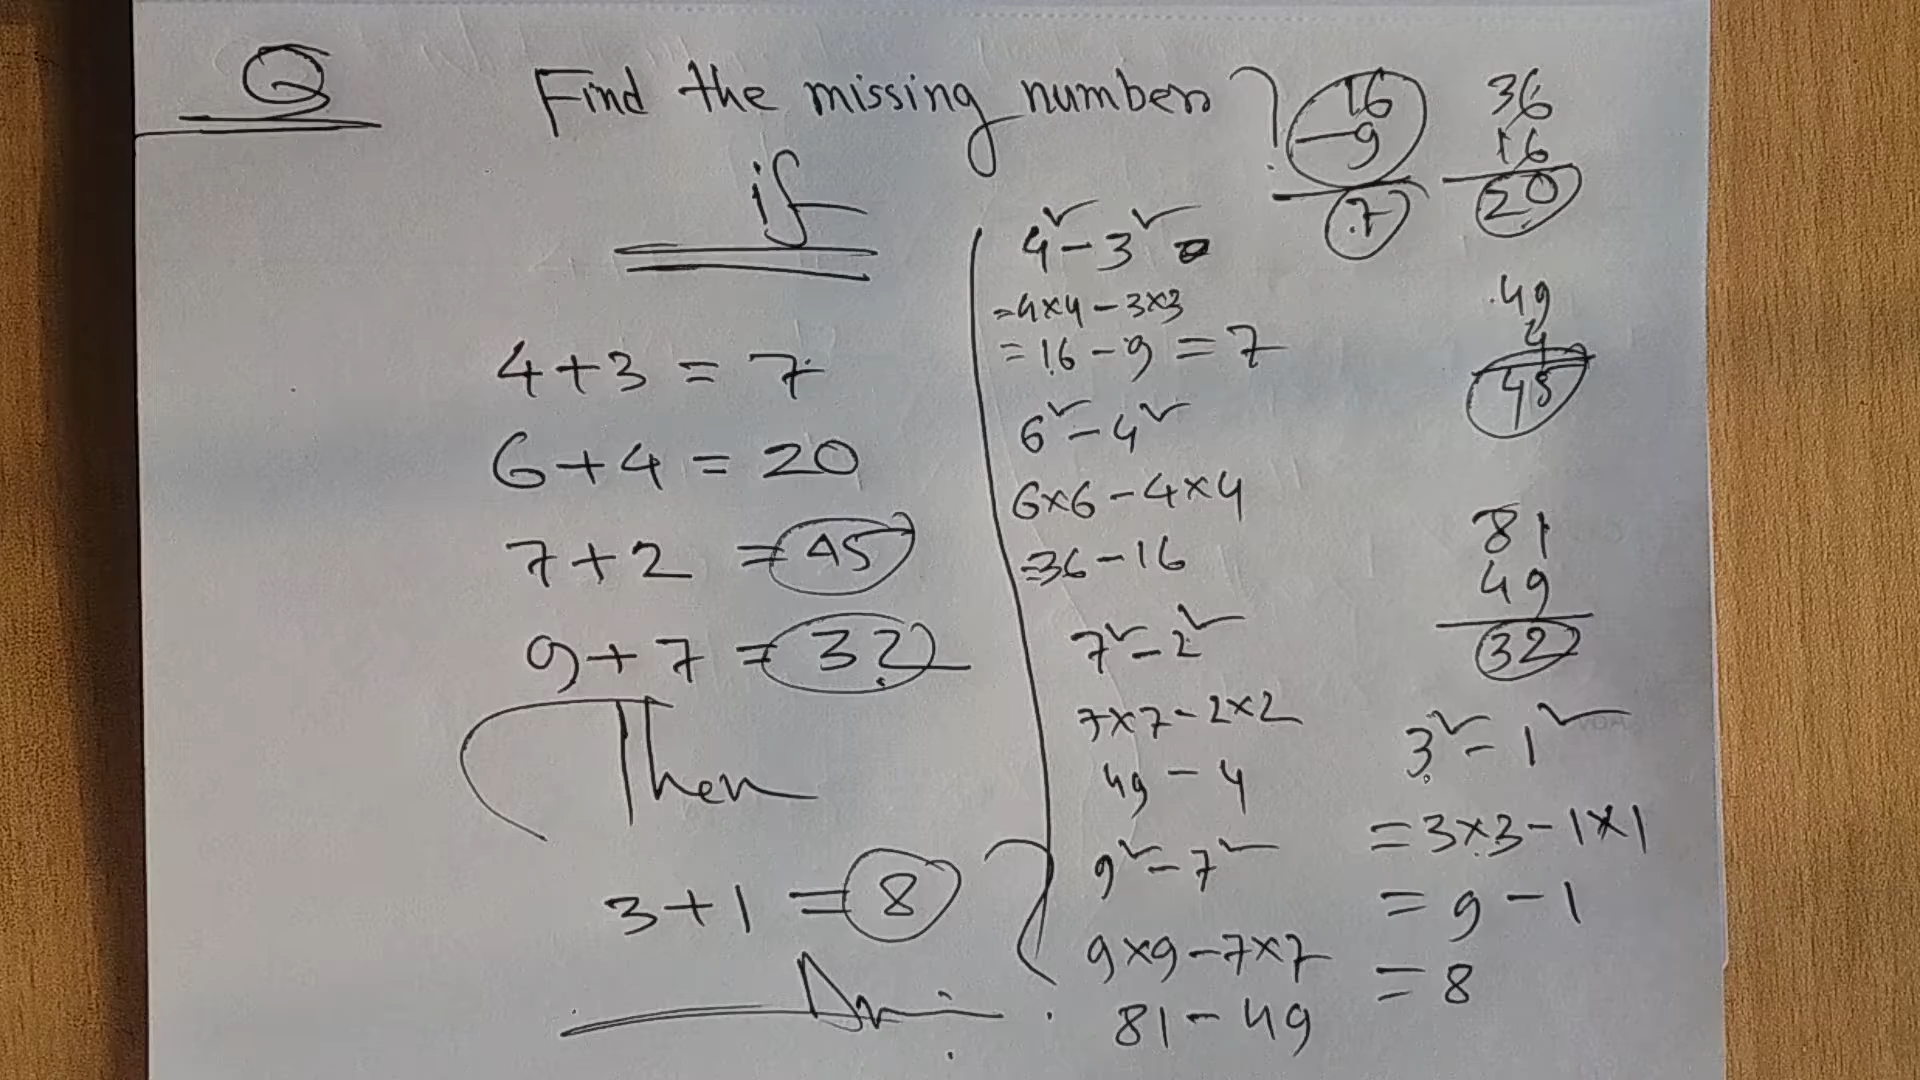 Q
Find the missing number?
if
4+3 = 7
6+4 = 20
7+2 = 45
9+7 = 32
Then
3+1 = 8 ?
Ans.
4² - 3² =
= 4×4 - 3×3
= 16 - 9 = 7
6² - 4²
6×6 - 4×4
=36 - 16
7² - 2²
7×7 - 2×2
49 - 4
9² - 7²
9×9 - 7×7
81 - 49
16
-9
7
36
16
20
49
4
45
81
49
32
3² - 1²
= 3×3 - 1×1
= 9 - 1
= 8